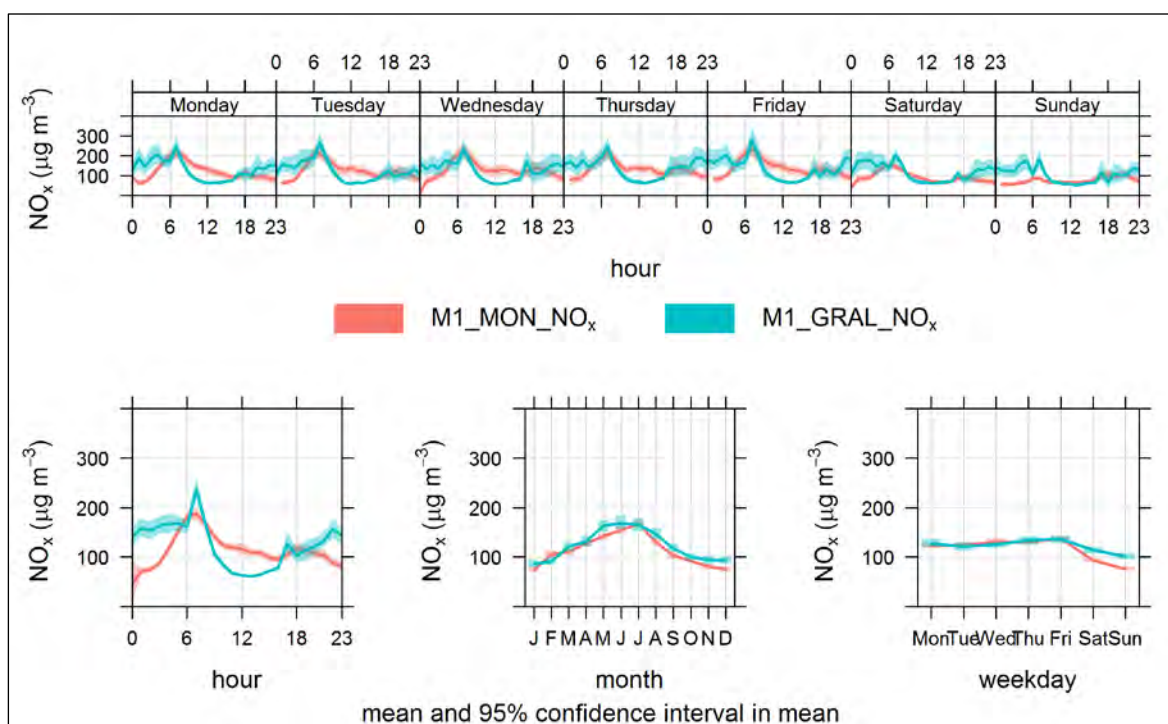 0 6 12 18 23 0 6 12 18 23 0 6 12 18 23
Monday Tuesday Wednesday Thursday Friday Saturday Sunday
300
200
100
NOₓ (μg m⁻³)
0 6 12 18 23 0 6 12 18 23 0 6 12 18 23 0 6 12 18 23
hour
M1_MON_NOₓ M1_GRAL_NOₓ
300
200
100
NOₓ (μg m⁻³)
0 6 12 18 23
hour
300
200
100
NOₓ (μg m⁻³)
J F M A M J J A S O N D
month
300
200
100
NOₓ (μg m⁻³)
Mon Tue Wed Thu Fri Sat Sun
weekday
mean and 95% confidence interval in mean